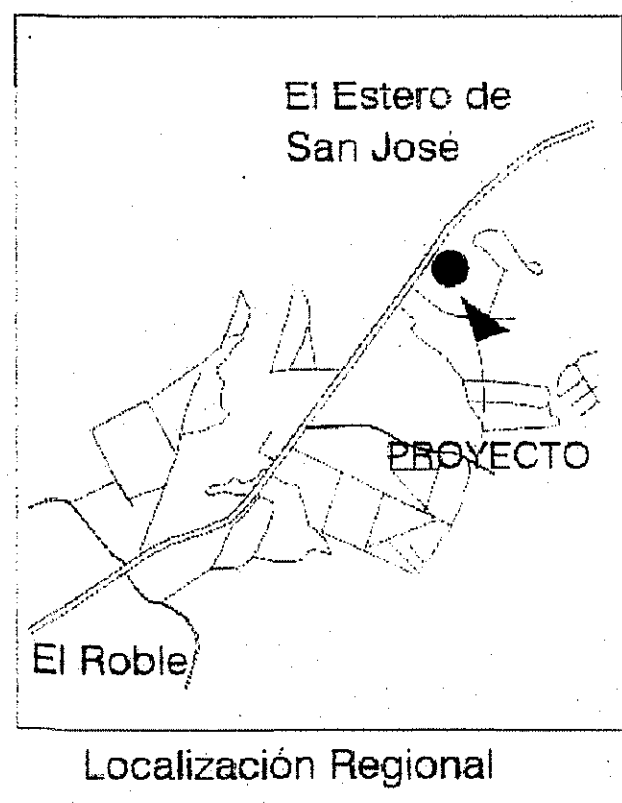 El Estero de
San José
PROYECTO
El Roble
Localización Regional